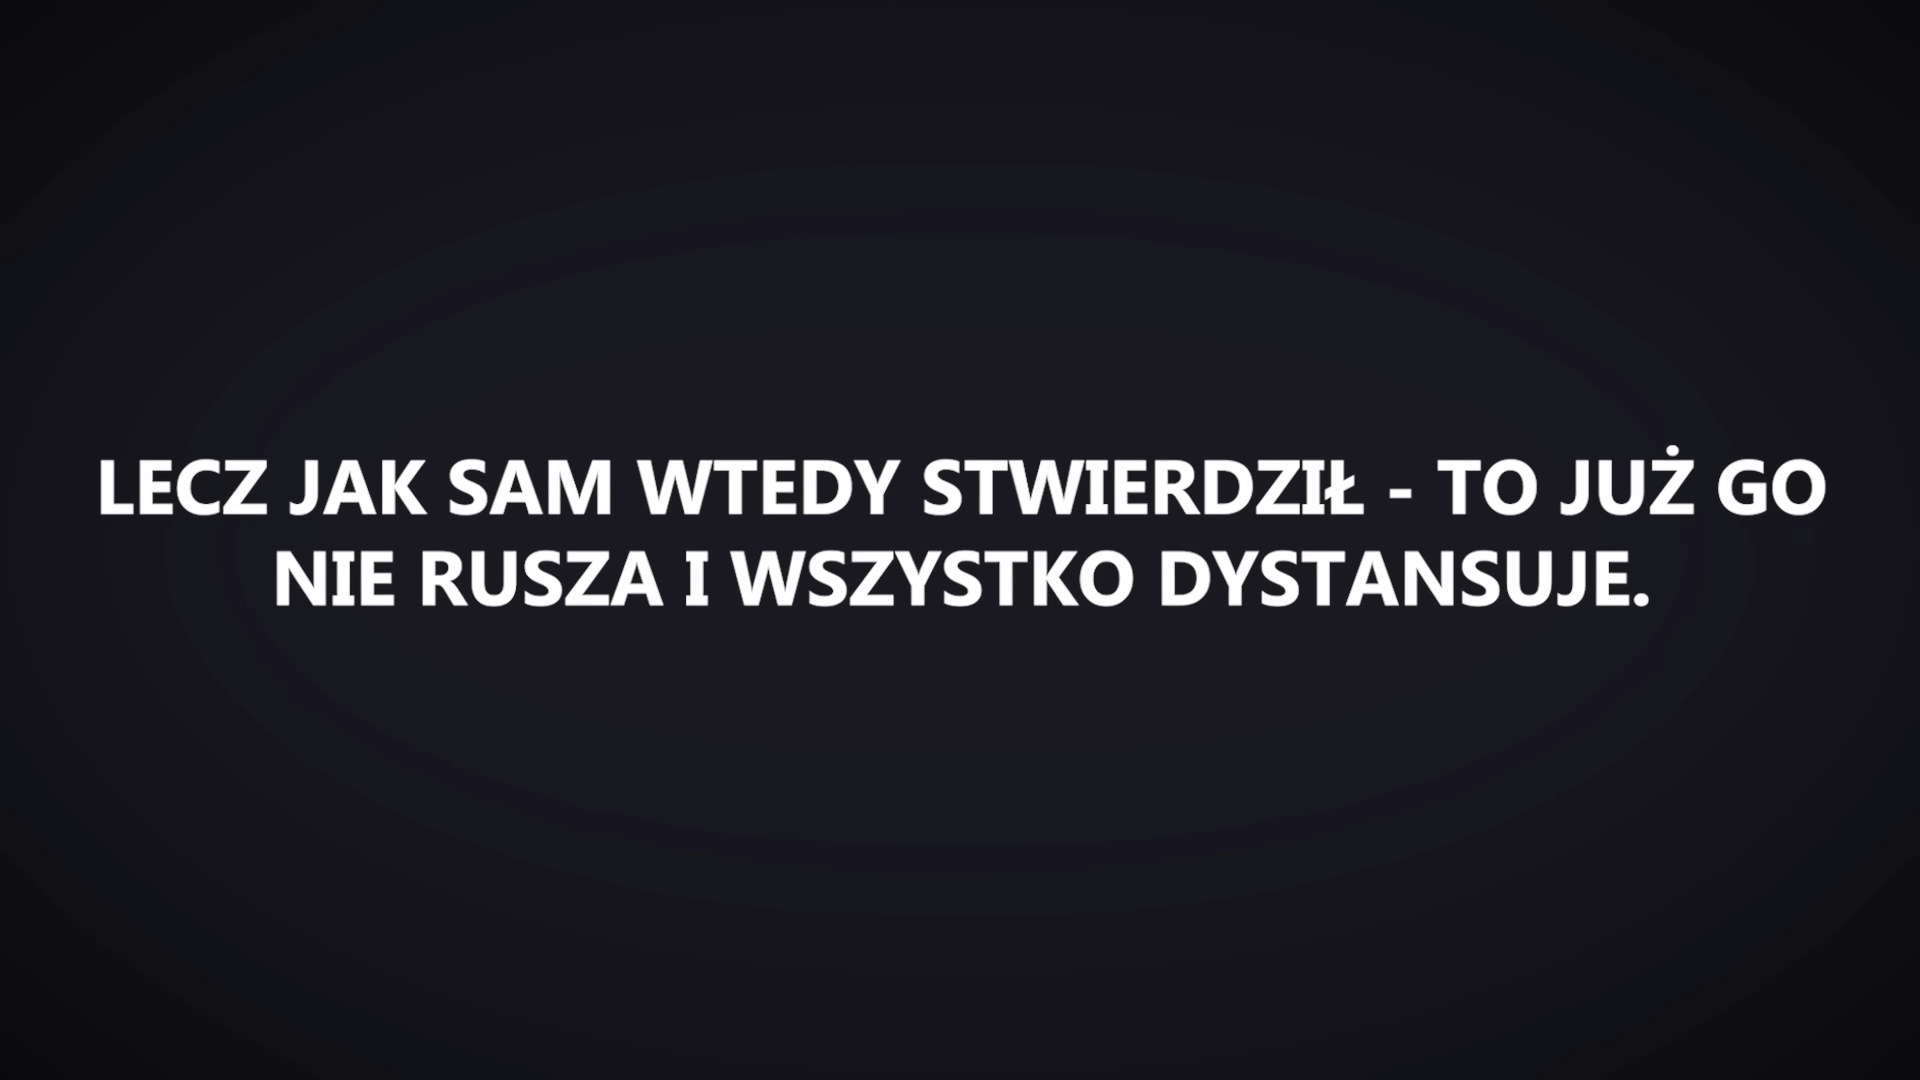 LECZ JAK SAM WTEDY STWIERDZIŁ - TO JUŻ GO
NIE RUSZA I WSZYSTKO DYSTANSUJE.